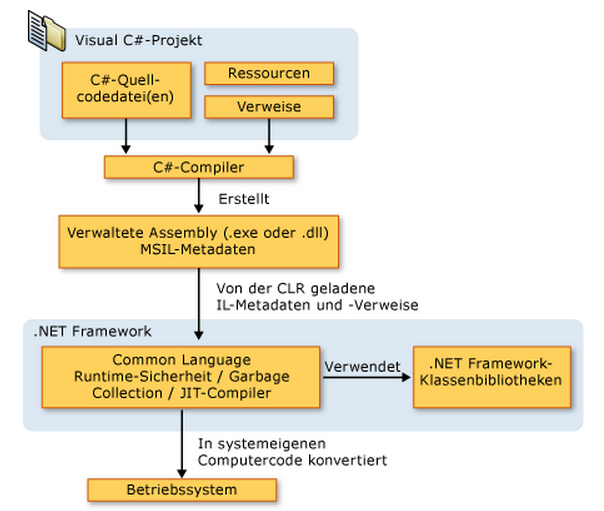 Visual C#-Projekt
C#-Quell-
codedatei(en)
Ressourcen
Verweise
C#-Compiler
Erstellt
Verwaltete Assembly (.exe oder .dll)
MSIL-Metadaten
Von der CLR geladene
IL-Metadaten und -Verweise
.NET Framework
Common Language
Runtime-Sicherheit / Garbage
Collection / JIT-Compiler
Verwendet
.NET Framework-
Klassenbibliotheken
In systemeigenen
Computercode konvertiert
Betriebssystem